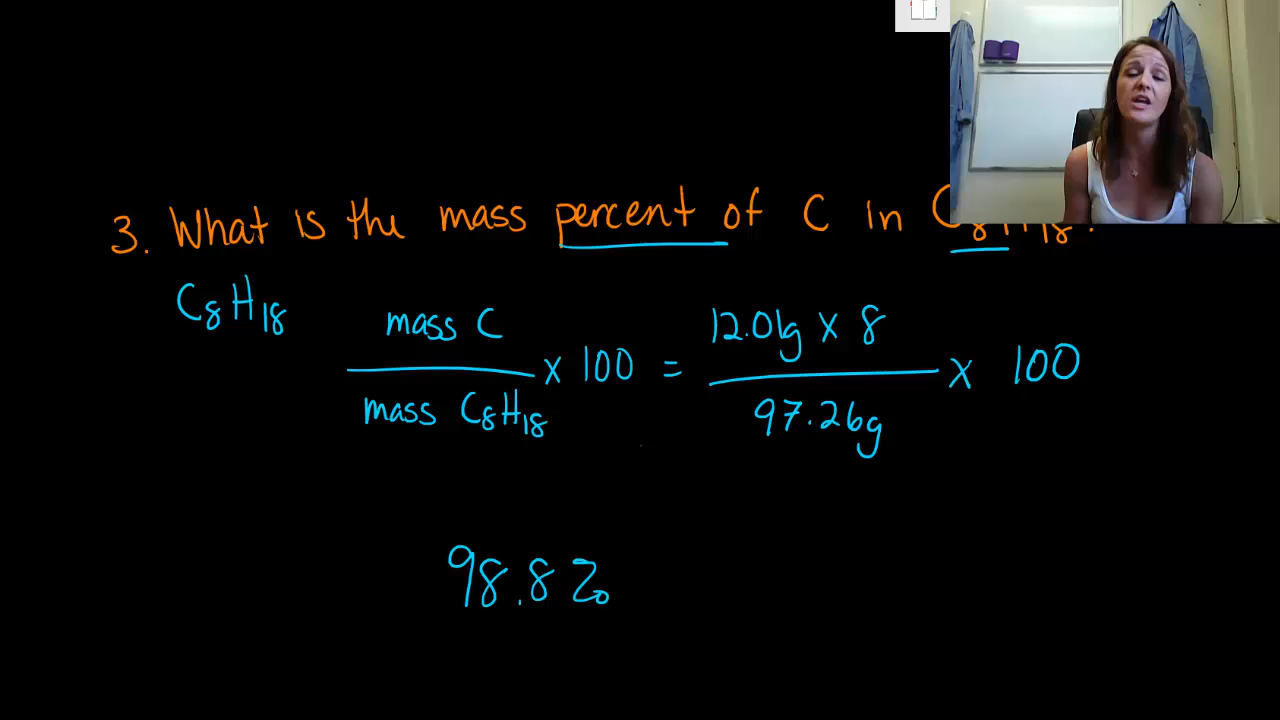 3. What is the mass percent of C in C8H18?
C8H18
mass C / mass C8H18 x 100 = 12.01g x 8 / 97.26g x 100
98.8%